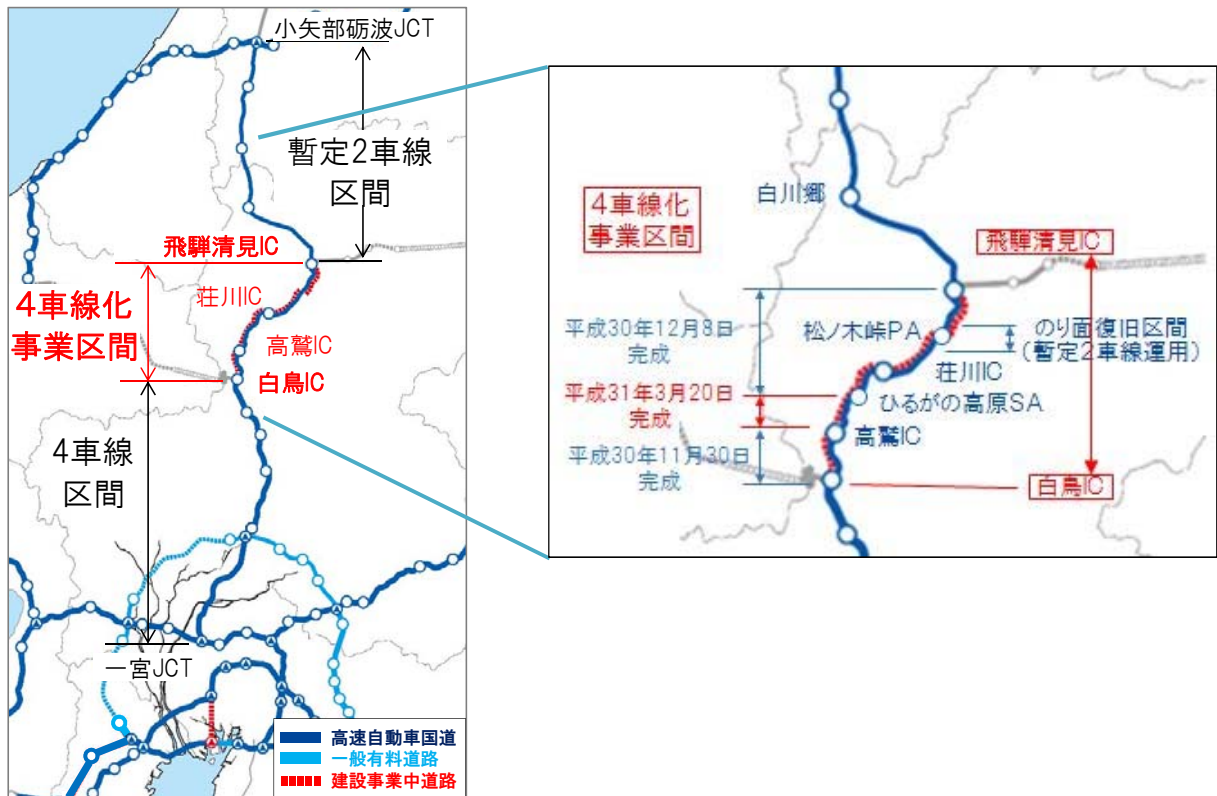 小矢部砺波JCT
暫定2車線
区間
飛騨清見IC
荘川IC
4車線化
事業区間
高鷲IC
白鳥IC
4車線
区間
一宮JCT
高速自動車国道
一般有料道路
建設事業中道路
白川郷
4車線化
事業区間
飛騨清見IC
平成30年12月8日
完成
松ノ木峠PA
のり面復旧区間
(暫定2車線運用)
荘川IC
平成31年3月20日
完成
ひるがの高原SA
高鷲IC
平成30年11月30日
完成
白鳥IC